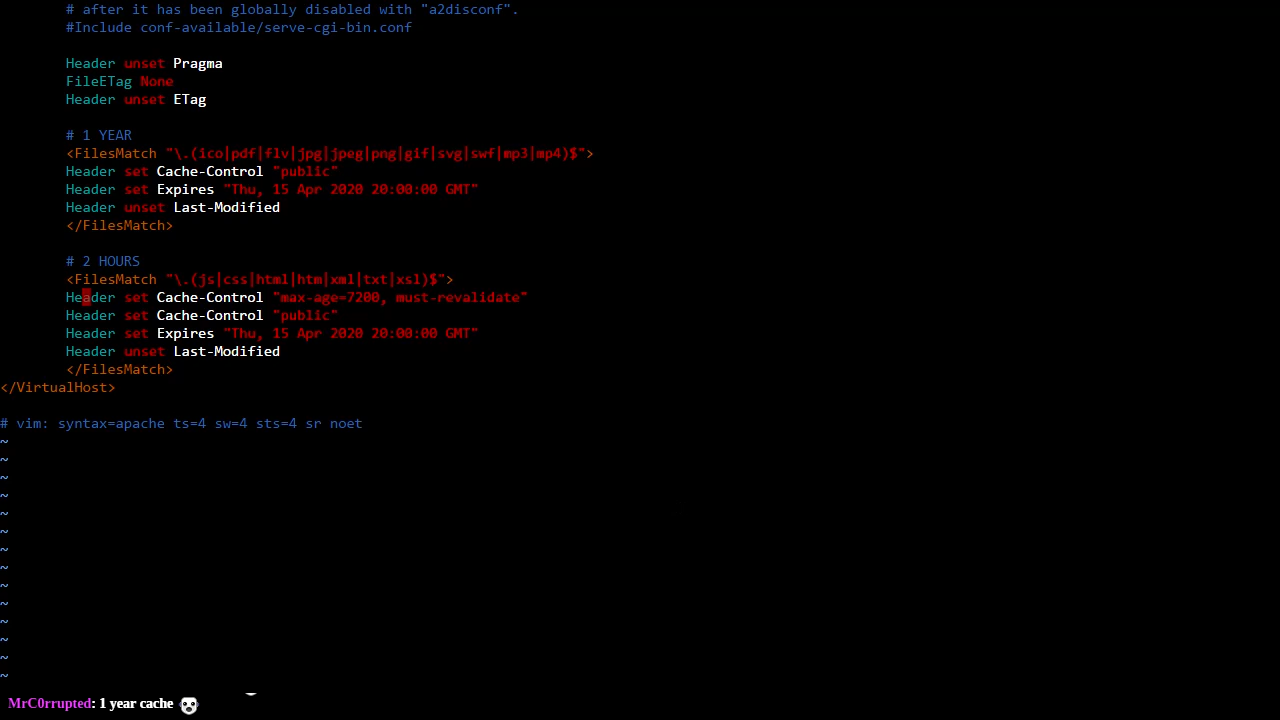 # after it has been globally disabled with "a2disconf".
#Include conf-available/serve-cgi-bin.conf
Header unset Pragma
FileETag None
Header unset ETag
# 1 YEAR
<FilesMatch "\.(ico|pdf|flv|jpg|jpeg|png|gif|svg|swf|mp3|mp4)$">
Header set Cache-Control "public"
Header set Expires "Thu, 15 Apr 2020 20:00:00 GMT"
Header unset Last-Modified
</FilesMatch>
# 2 HOURS
<FilesMatch "\.(js|css|html|htm|xml|txt|xsl)$">
Header set Cache-Control "max-age=7200, must-revalidate"
Header set Cache-Control "public"
Header set Expires "Thu, 15 Apr 2020 20:00:00 GMT"
Header unset Last-Modified
</FilesMatch>
</VirtualHost>
# vim: syntax=apache ts=4 sw=4 sts=4 sr noet
~
~
~
~
~
~
~
~
~
~
~
~
~
~
MrC0rrupted: 1 year cache